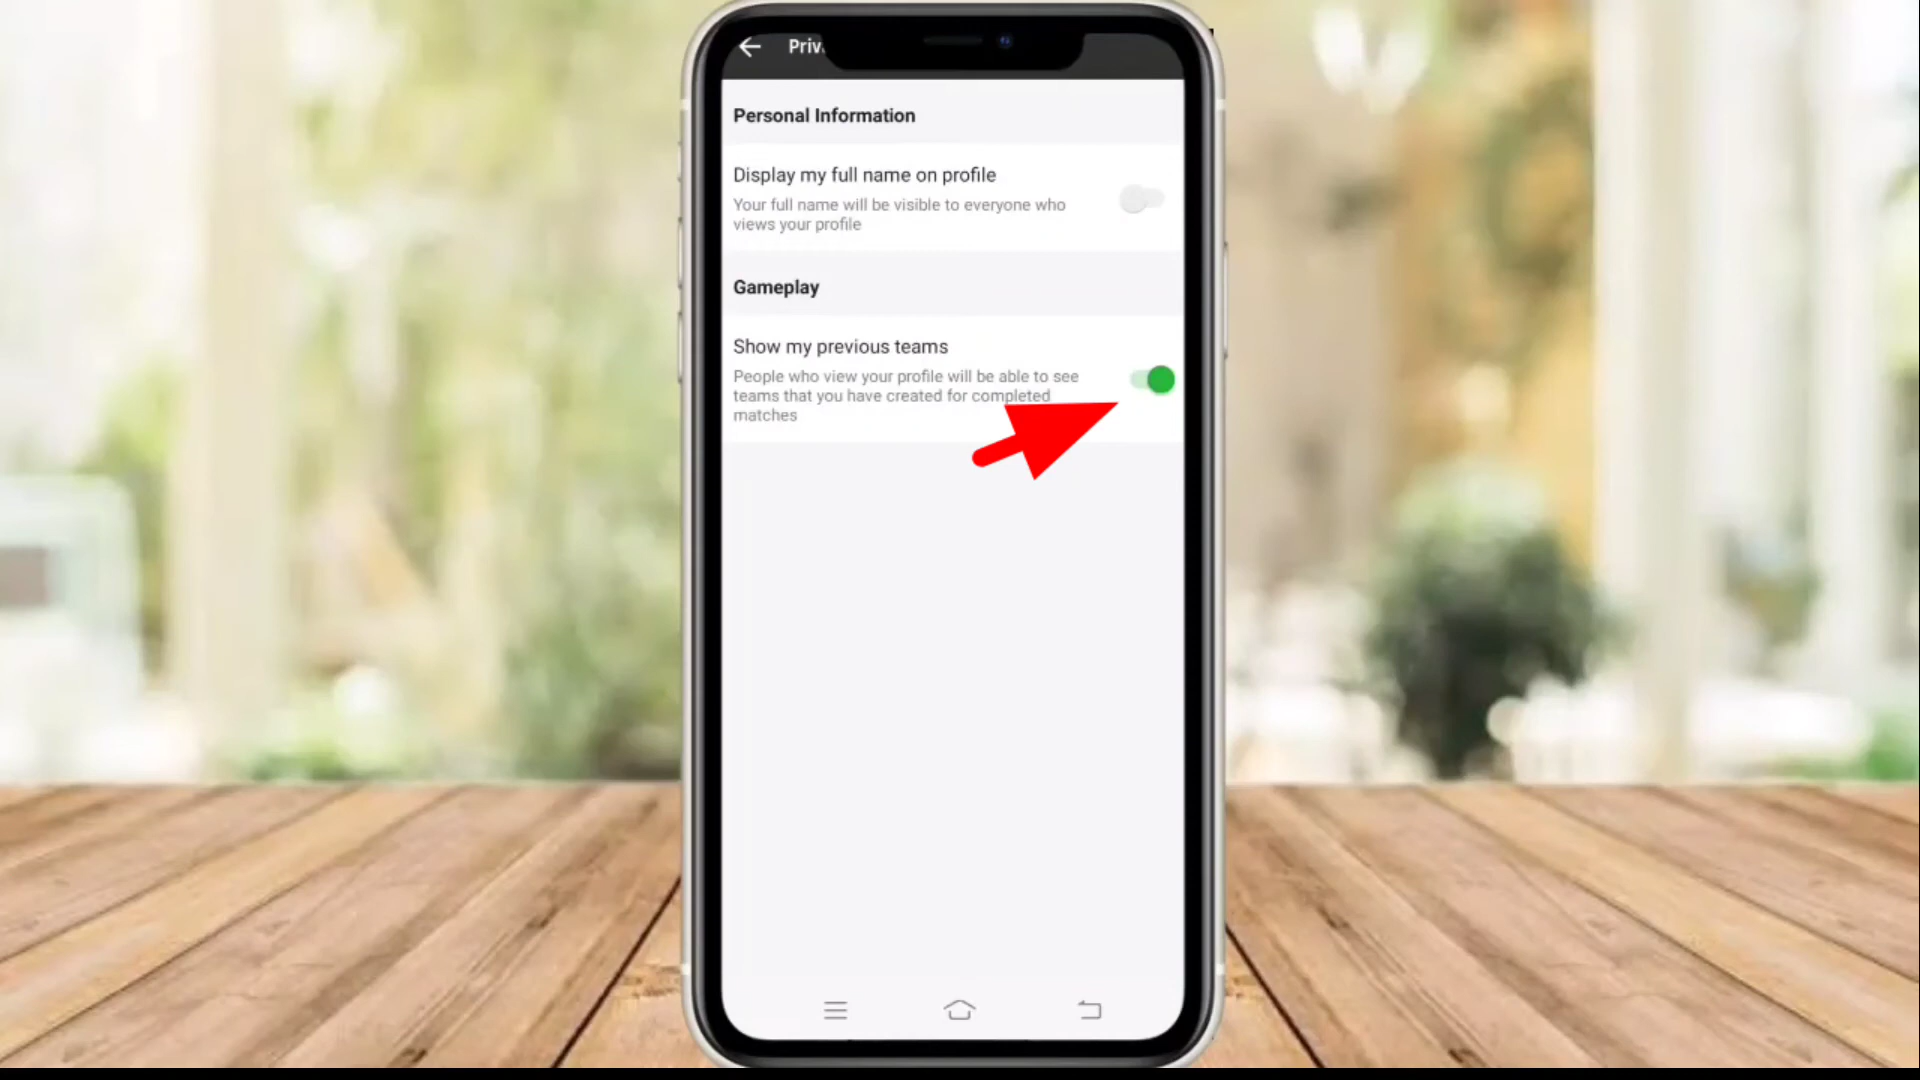 Personal Information
Display my full name on profile
Your full name will be visible to everyone who
views your profile
Gameplay
Show my previous teams
People who view your profile will be able to see
teams that you have created for completed
matches